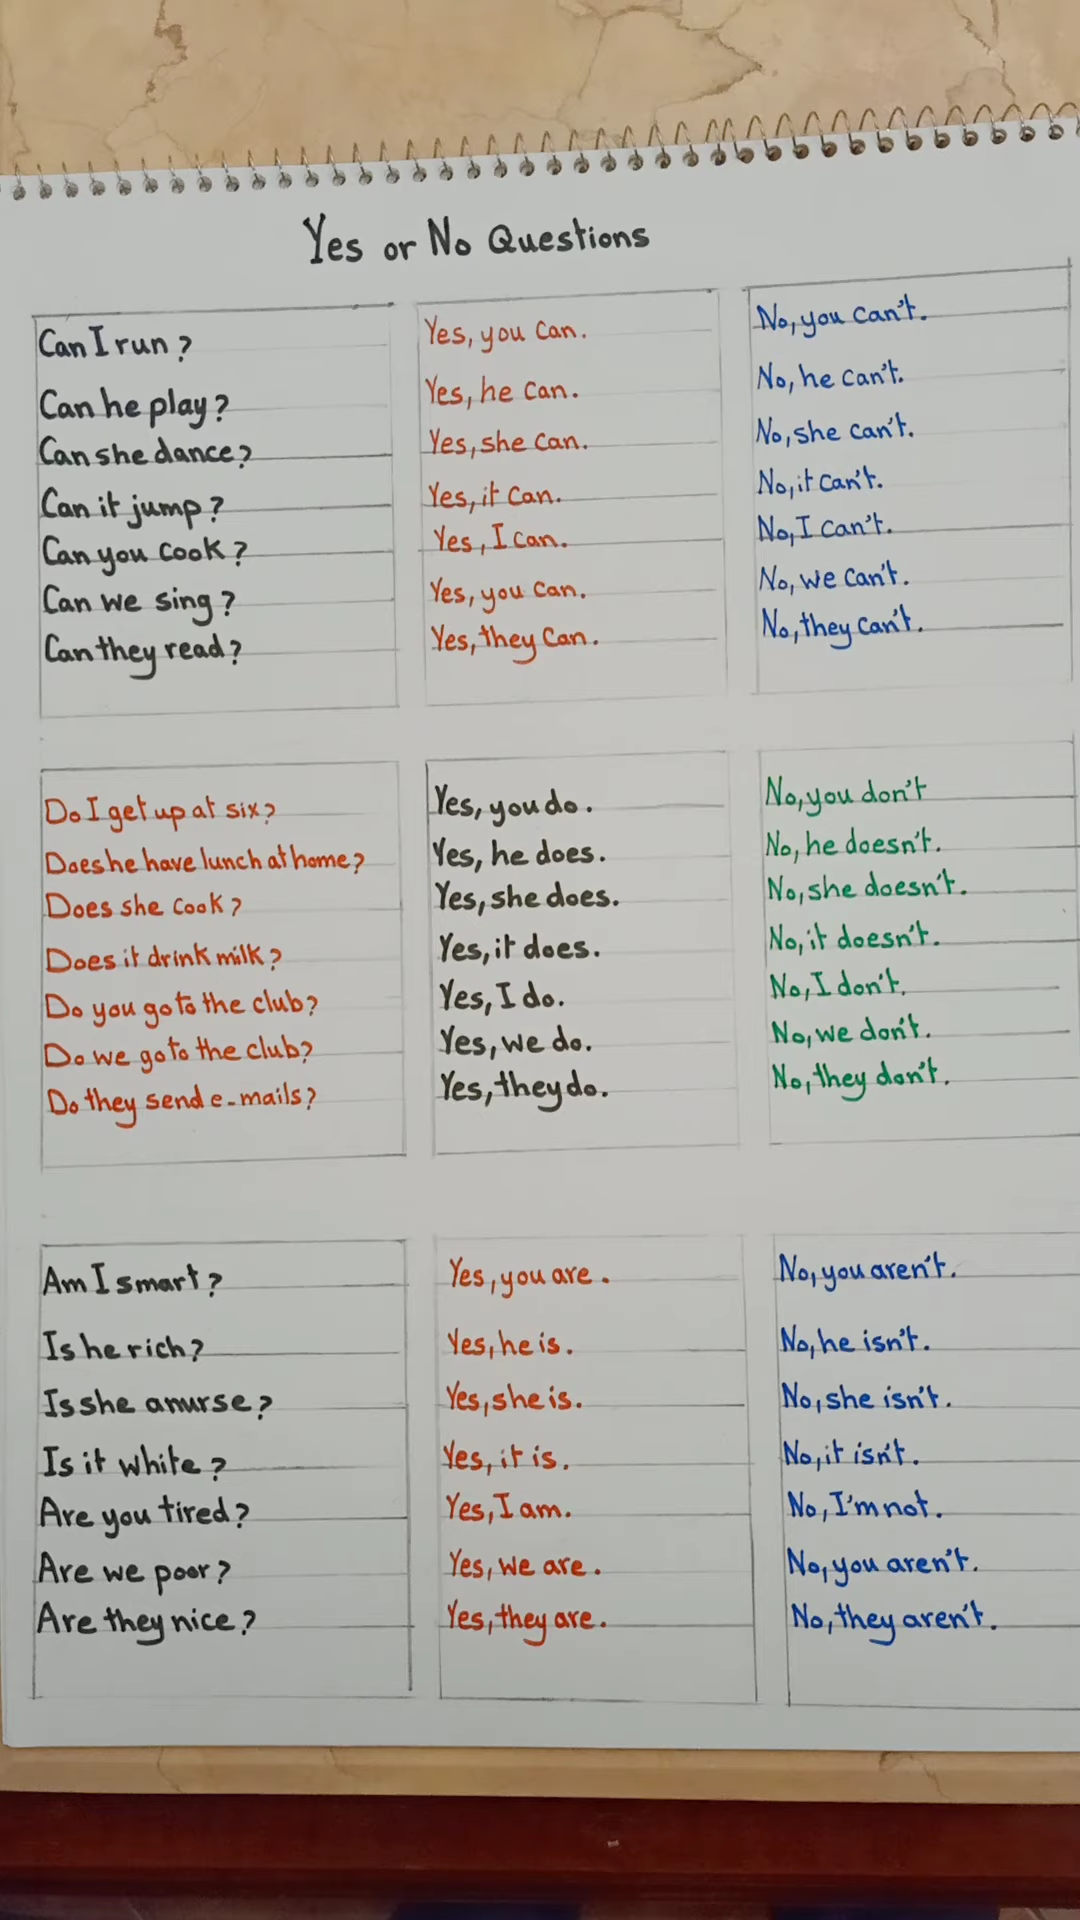 Yes or No Questions
Can I run? Yes, you can. No, you can't.
Can he play? Yes, he can. No, he can't.
Can she dance? Yes, she can. No, she can't.
Can it jump? Yes, it can. No, it can't.
Can you cook? Yes, I can. No, I can't.
Can we sing? Yes, you can. No, we can't.
Can they read? Yes, they can. No, they can't.
Do I get up at six? Yes, you do. No, you don't
Does he have lunch at home? Yes, he does. No, he doesn't.
Does she cook? Yes, she does. No, she doesn't.
Does it drink milk? Yes, it does. No, it doesn't.
Do you go to the club? Yes, I do. No, I don't.
Do we go to the club? Yes, we do. No, we don't.
Do they send e-mails? Yes, they do. No, they don't.
Am I smart? Yes, you are. No, you aren't.
Is he rich? Yes, he is. No, he isn't.
Is she a nurse? Yes, she is. No, she isn't.
Is it white? Yes, it is. No, it isn't.
Are you tired? Yes, I am. No, I'm not.
Are we poor? Yes, we are. No, you aren't.
Are they nice? Yes, they are. No, they aren't.